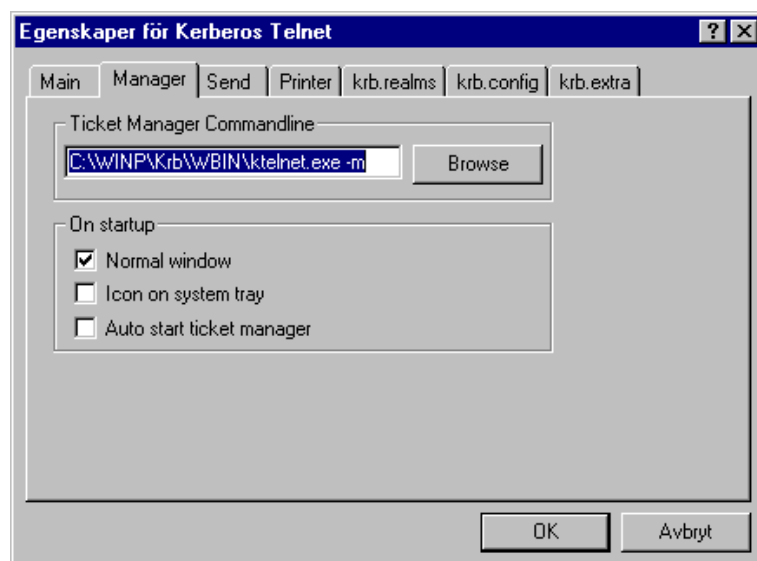 Egenskaper för Kerberos Telnet
Main Manager Send Printer krb.realms krb.config krb.extra
Ticket Manager Commandline
C:\WINP\Krb\WBIN\ktelnet.exe -m Browse
On startup
Normal window
Icon on system tray
Auto start ticket manager
OK Avbryt